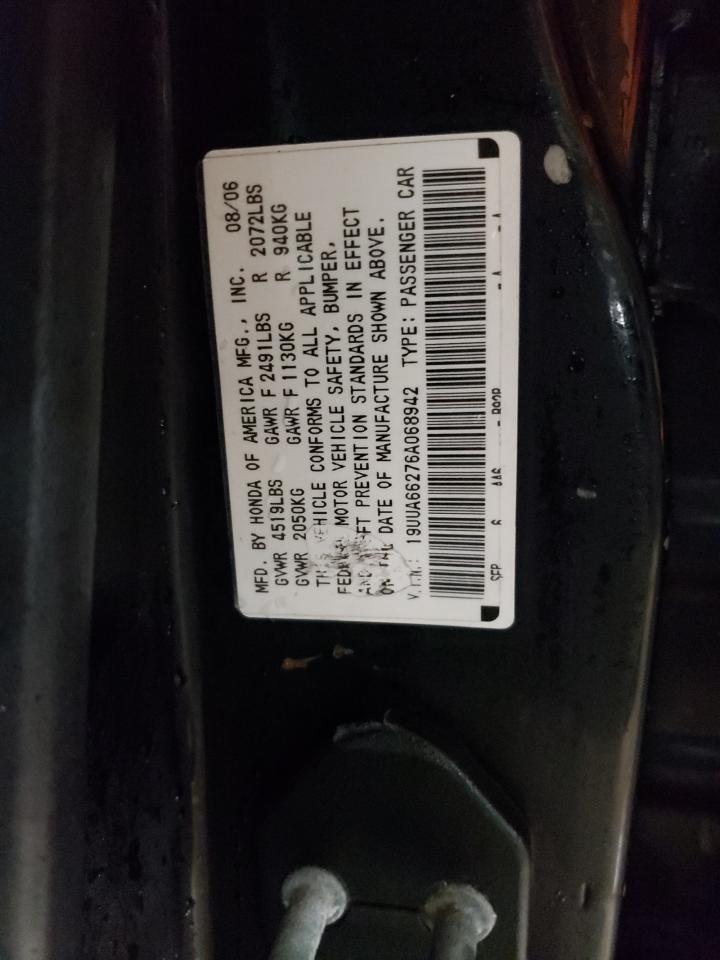 MFD. BY HONDA OF AMERICA MFG., INC. 08/06
GVWR 4519LBS GAWR F 2491LBS R 2072LBS
GVWR 2050KG GAWR F 1130KG R 940KG
VEHICLE CONFORMS TO ALL APPLICABLE
MOTOR VEHICLE SAFETY, BUMPER,
PREVENTION STANDARDS IN EFFECT
DATE OF MANUFACTURE SHOWN ABOVE.
19UUA66276A068942 TYPE: PASSENGER CAR